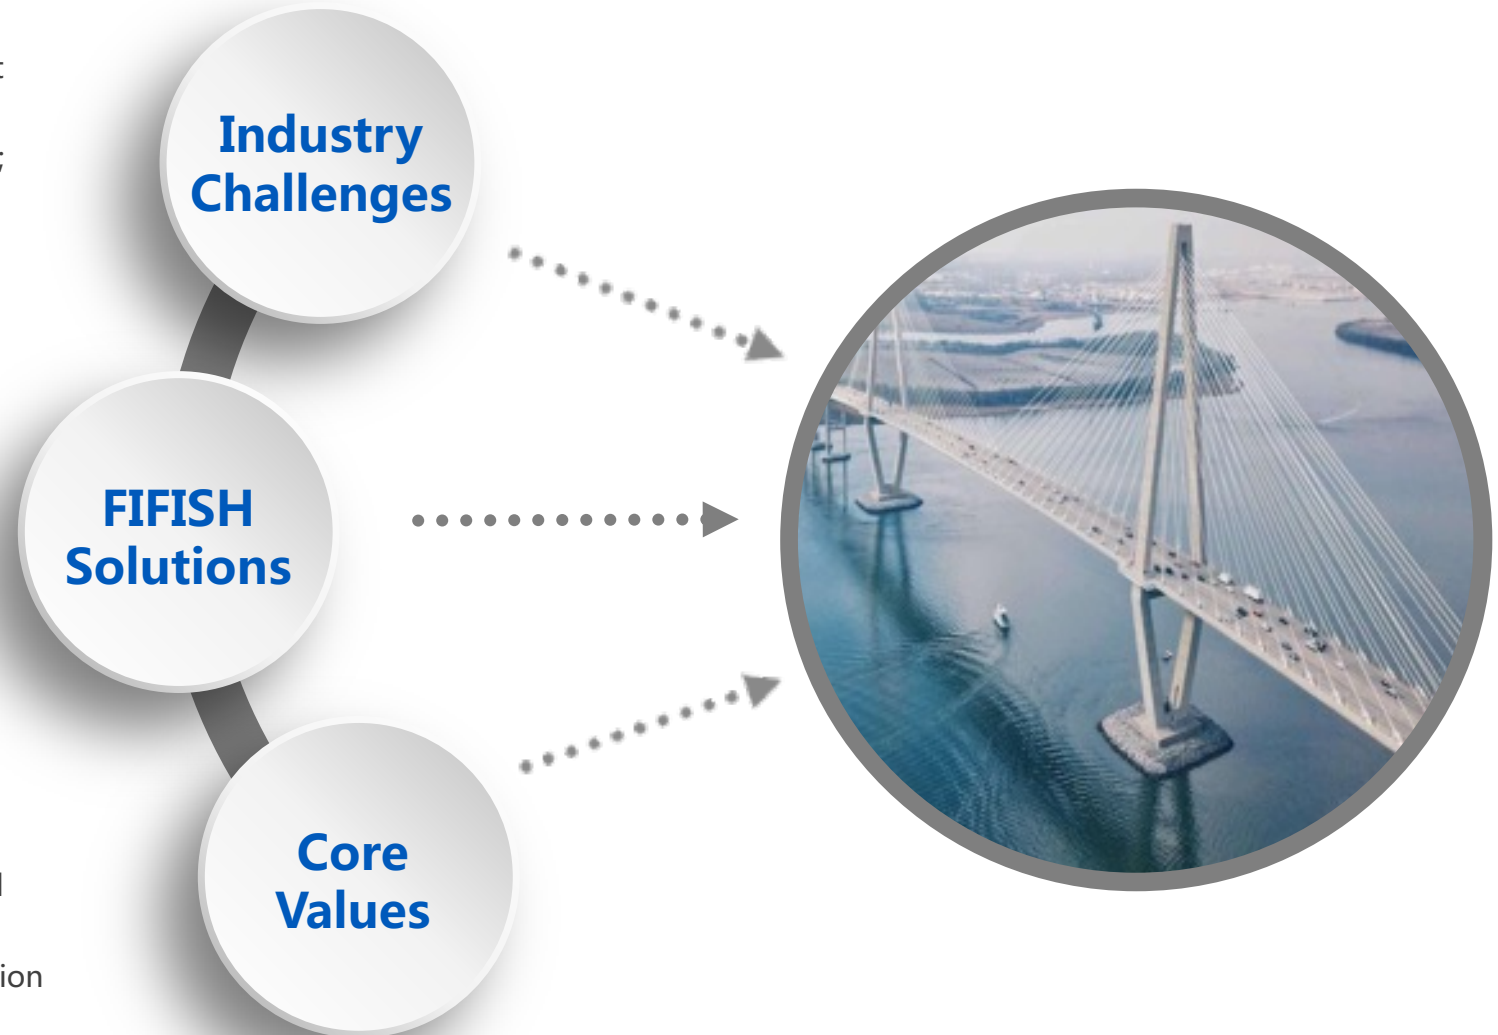 Industry
Challenges
FIFISH
Solutions
Core
Values